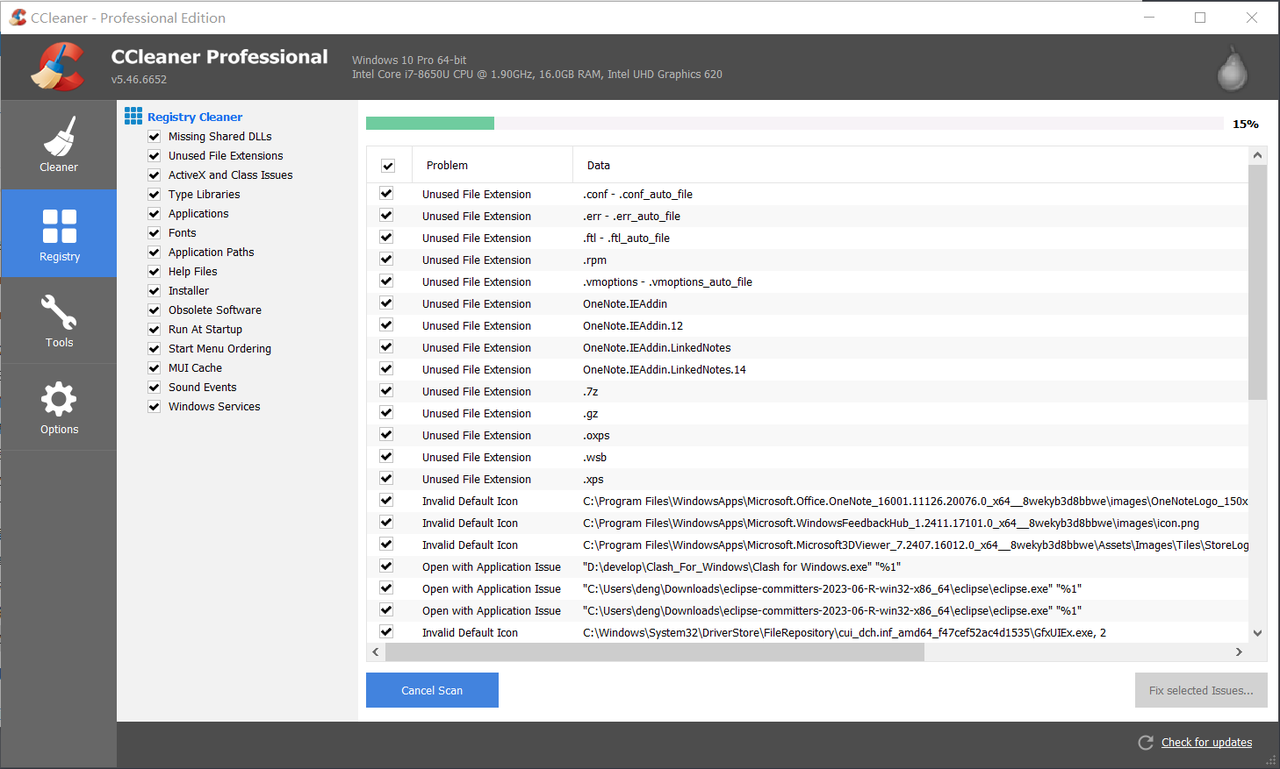 CCleaner - Professional Edition
CCleaner Professional
v5.46.6652
Windows 10 Pro 64-bit
Intel Core i7-8650U CPU @ 1.90GHz, 16.0GB RAM, Intel UHD Graphics 620
Cleaner
Registry
Tools
Options
Registry Cleaner
Missing Shared DLLs
Unused File Extensions
ActiveX and Class Issues
Type Libraries
Applications
Fonts
Application Paths
Help Files
Installer
Obsolete Software
Run At Startup
Start Menu Ordering
MUI Cache
Sound Events
Windows Services
15%
Problem Data
Unused File Extension .conf - .conf_auto_file
Unused File Extension .err - .err_auto_file
Unused File Extension .ftl - .ftl_auto_file
Unused File Extension .rpm
Unused File Extension .vmoptions - .vmoptions_auto_file
Unused File Extension OneNote.IEAddin
Unused File Extension OneNote.IEAddin.12
Unused File Extension OneNote.IEAddin.LinkedNotes
Unused File Extension OneNote.IEAddin.LinkedNotes.14
Unused File Extension .7z
Unused File Extension .gz
Unused File Extension .oxps
Unused File Extension .wsb
Unused File Extension .xps
Invalid Default Icon C:\Program Files\WindowsApps\Microsoft.Office.OneNote_16001.11126.20076.0_x64__8wekyb3d8bbwe\images\OneNoteLogo_150x
Invalid Default Icon C:\Program Files\WindowsApps\Microsoft.WindowsFeedbackHub_1.2411.17101.0_x64__8wekyb3d8bbwe\images\icon.png
Invalid Default Icon C:\Program Files\WindowsApps\Microsoft.Microsoft3DViewer_7.2407.16012.0_x64__8wekyb3d8bbwe\Assets\Images\Tiles\StoreLog
Open with Application Issue "D:\develop\Clash_For_Windows\Clash for Windows.exe" "%1"
Open with Application Issue "C:\Users\deng\Downloads\eclipse-committers-2023-06-R-win32-x86_64\eclipse\eclipse.exe" "%1"
Open with Application Issue "C:\Users\deng\Downloads\eclipse-committers-2023-06-R-win32-x86_64\eclipse\eclipse.exe" "%1"
Invalid Default Icon C:\Windows\System32\DriverStore\FileRepository\cui_dch.inf_amd64_f47cef52ac4d1535\GfxUIEx.exe, 2
Cancel Scan
Fix selected Issues...
Check for updates